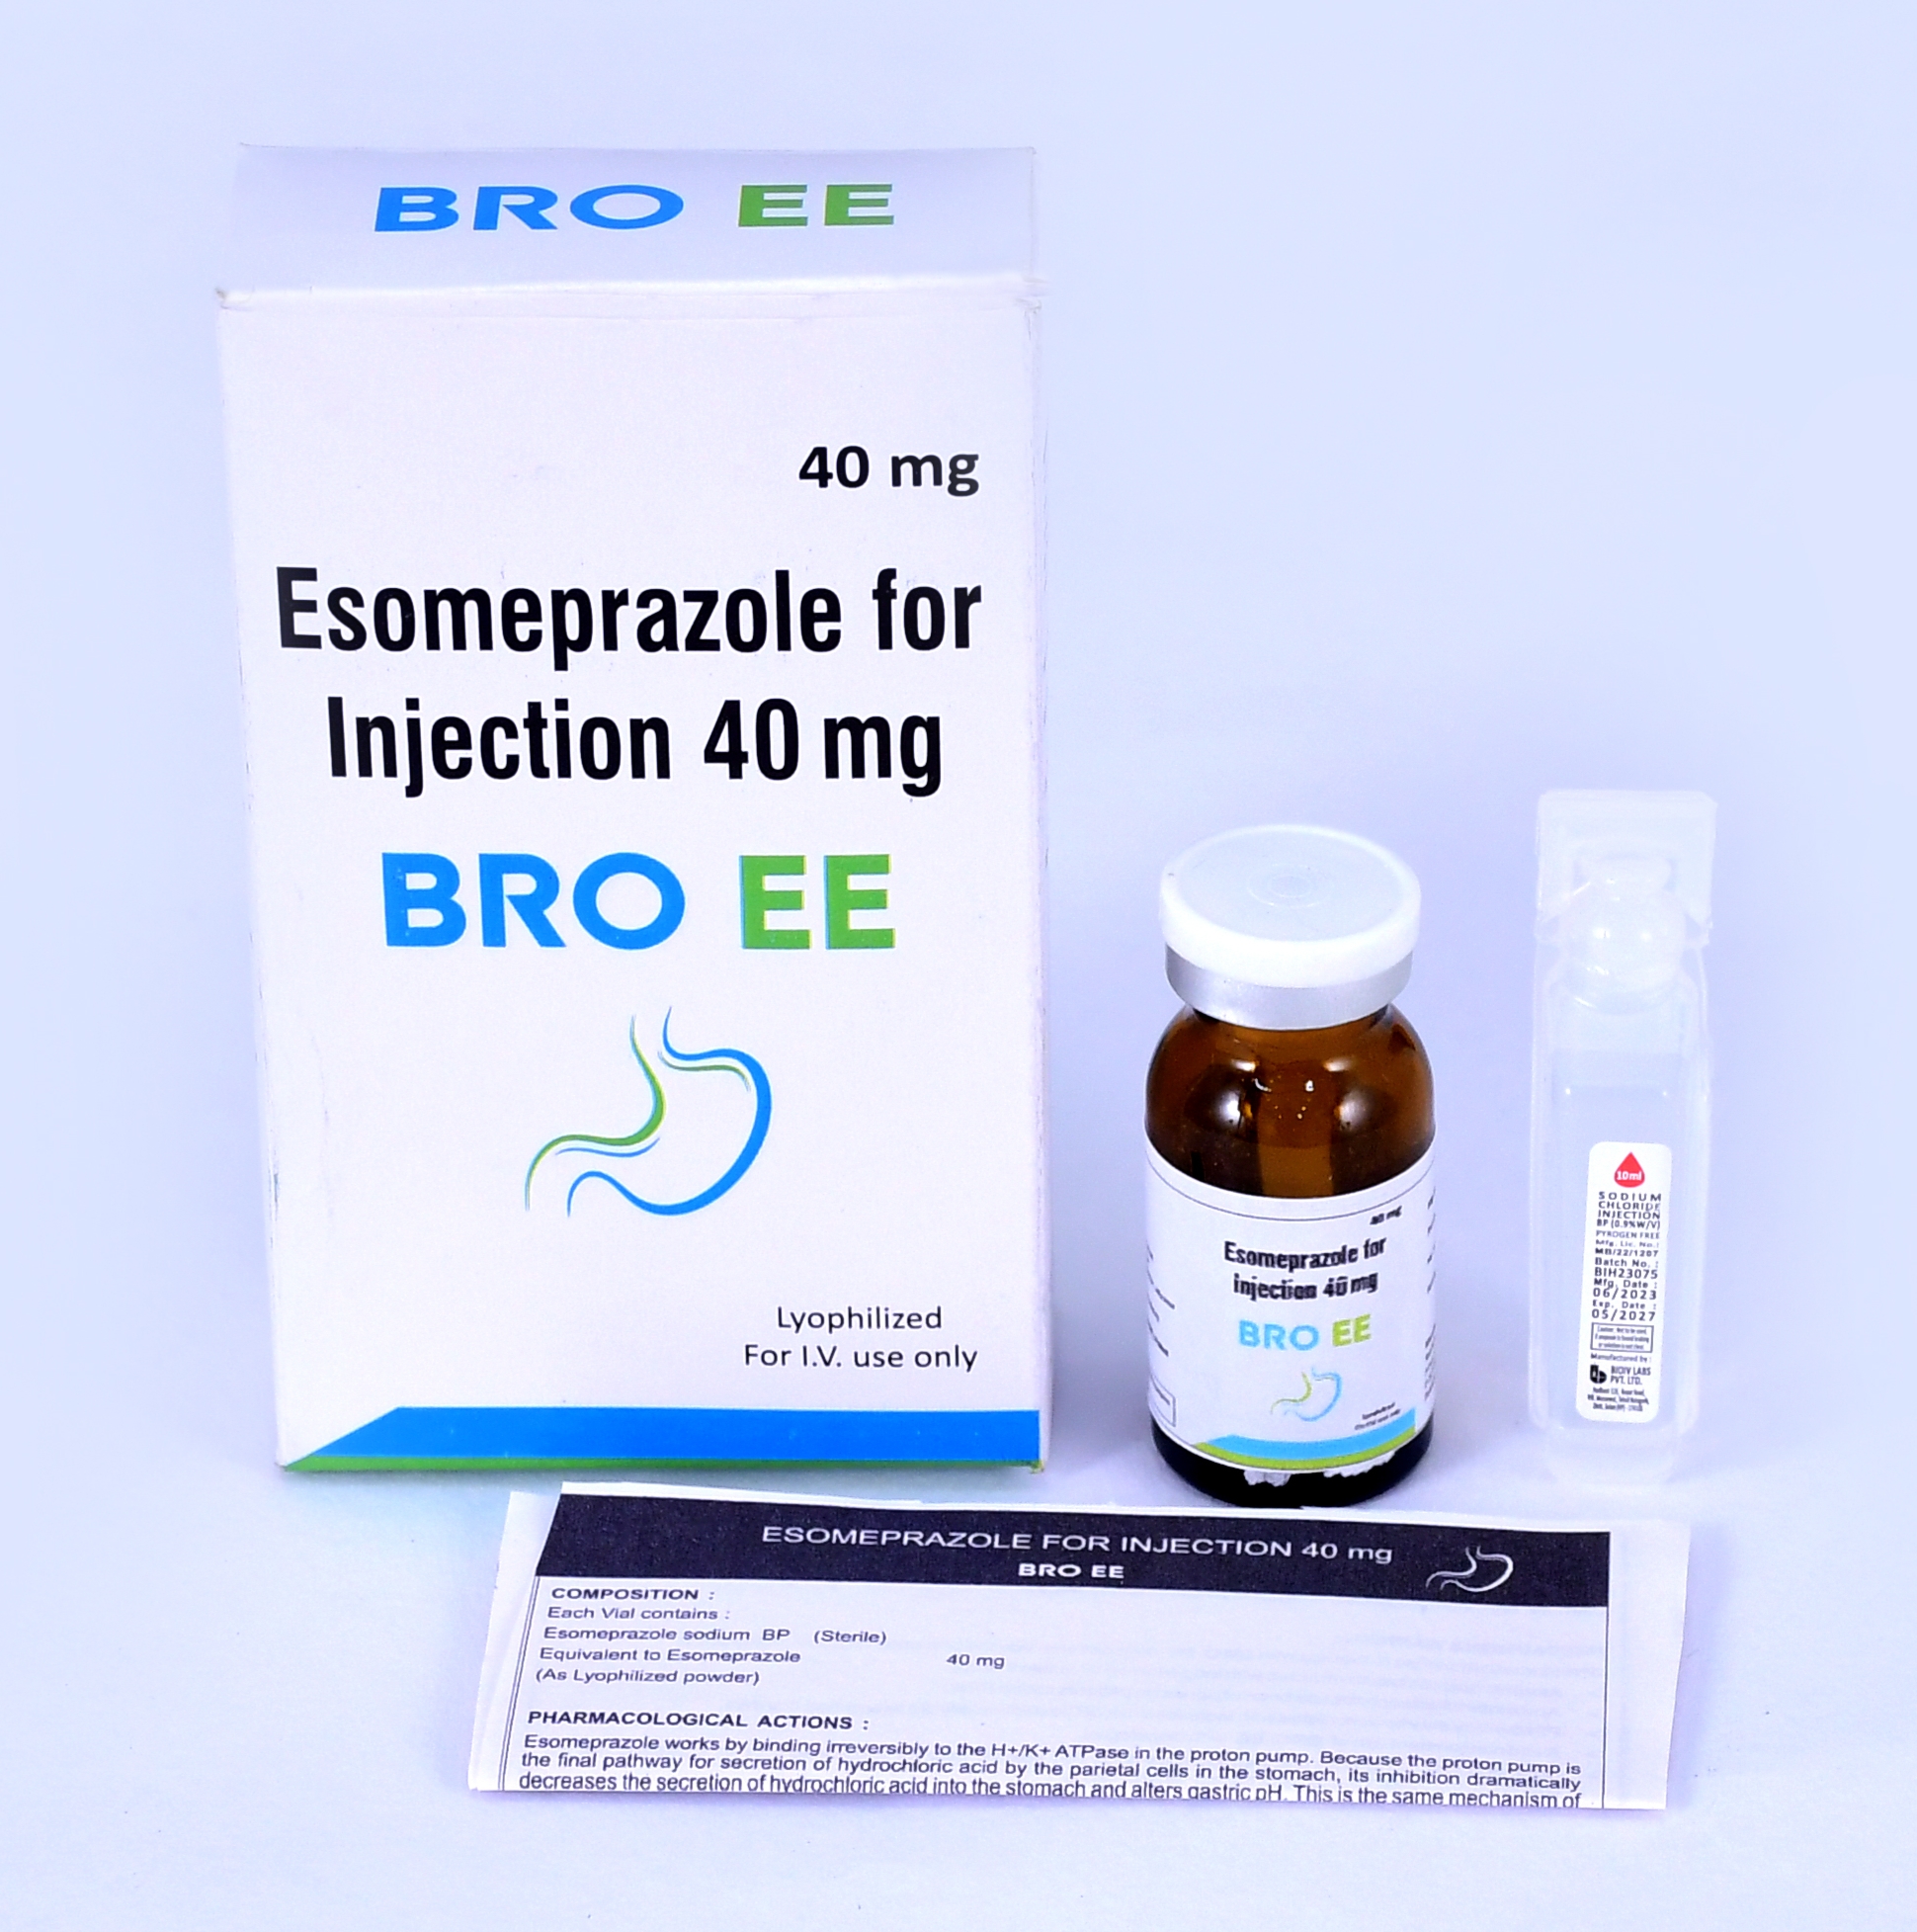 BRO EE
40 mg
Esomeprazole for
Injection 40 mg
BRO EE
Lyophilized
For I.V. use only
40 mg
Esomeprazole for
Injection 40 mg
BRO EE
10ml
SODIUM
CHLORIDE
INJECTION
BP (0.9%W/V)
PYROGEN FREE
Mfg. Lic. No.:
MB/22/1207
Batch No. :
BIH23075
Mfg. Date :
06/2023
Exp. Date :
05/2027
Manufactured by :
LABS
PVT. LTD.
ESOMEPRAZOLE FOR INJECTION 40 mg
BRO EE
COMPOSITION :
Each Vial contains :
Esomeprazole sodium BP (Sterile)
Equivalent to Esomeprazole 40 mg
(As Lyophilized powder)
PHARMACOLOGICAL ACTIONS :
Esomeprazole works by binding irreversibly to the H+/K+ ATPase in the proton pump. Because the proton pump is
the final pathway for secretion of hydrochloric acid by the parietal cells in the stomach, its inhibition dramatically
decreases the secretion of hydrochloric acid into the stomach and alters gastric pH. This is the same mechanism of